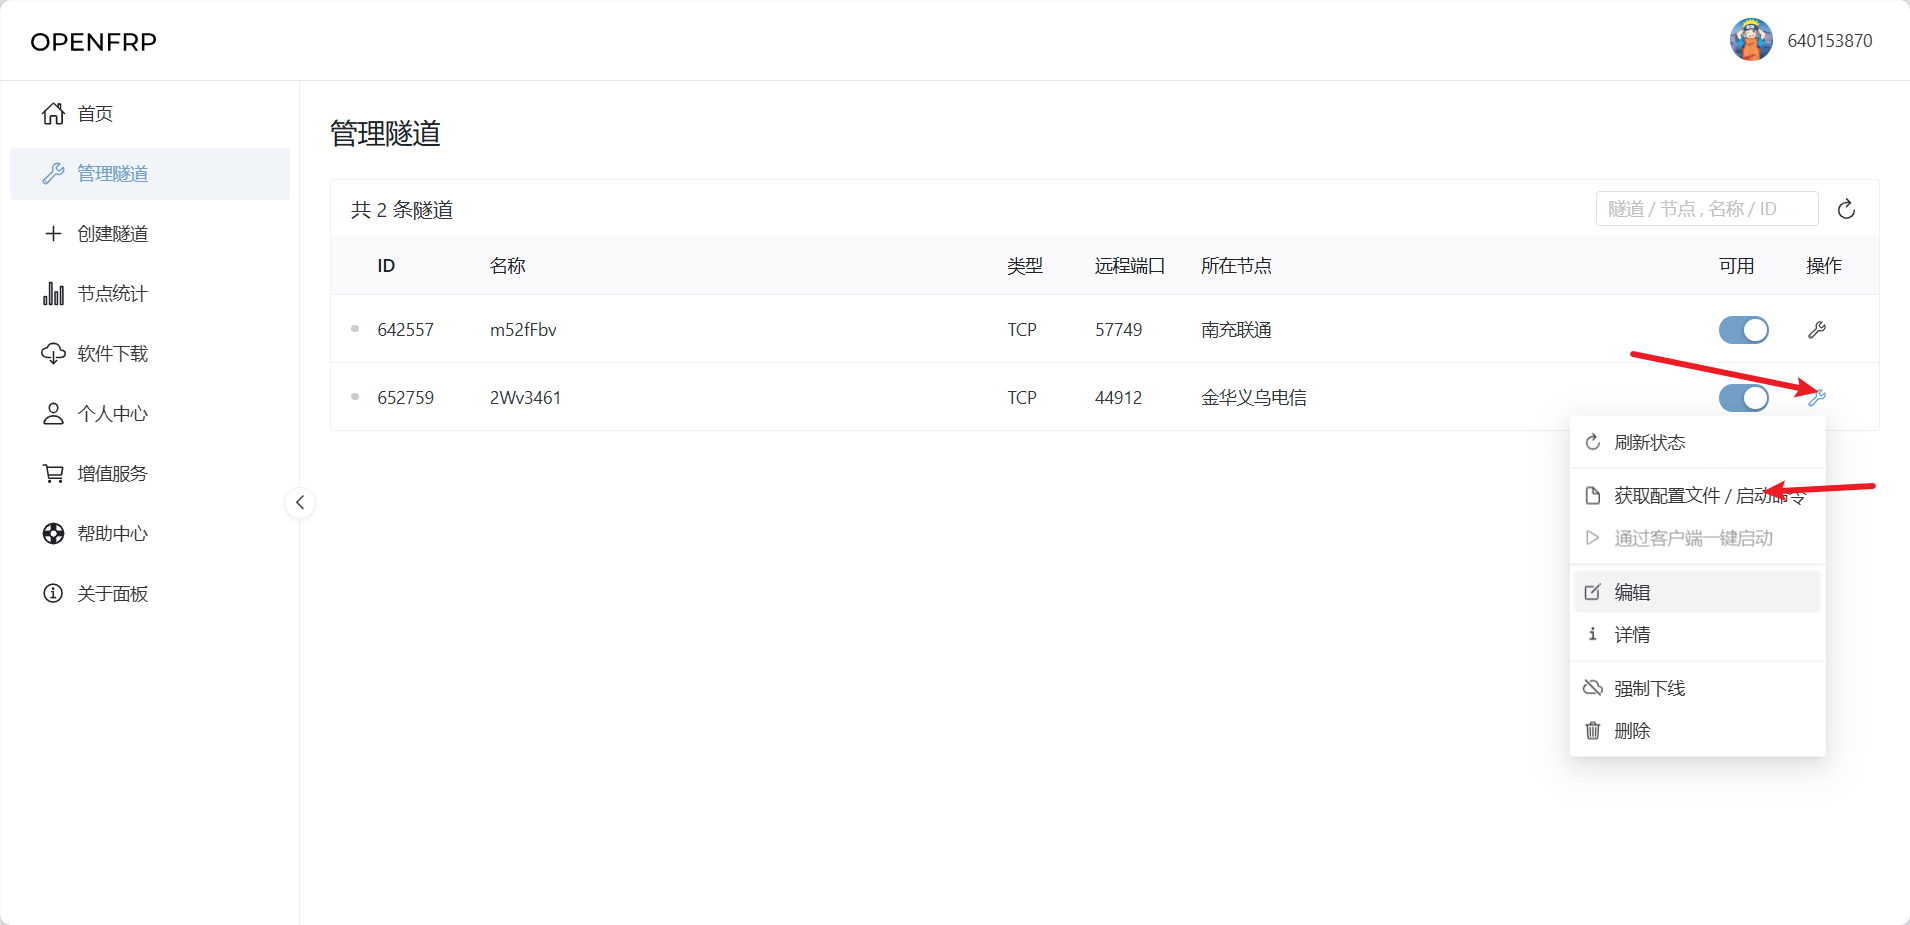 OPENFRP
640153870
首页
管理隧道
创建隧道
节点统计
软件下载
个人中心
增值服务
帮助中心
关于面板
管理隧道
共 2 条隧道
隧道 / 节点 , 名称 / ID
ID 名称 类型 远程端口 所在节点 可用 操作
642557 m52fFbv TCP 57749 南充联通
652759 2Wv3461 TCP 44912 金华义乌电信
刷新状态
获取配置文件 / 启动命令
通过客户端一键启动
编辑
详情
强制下线
删除